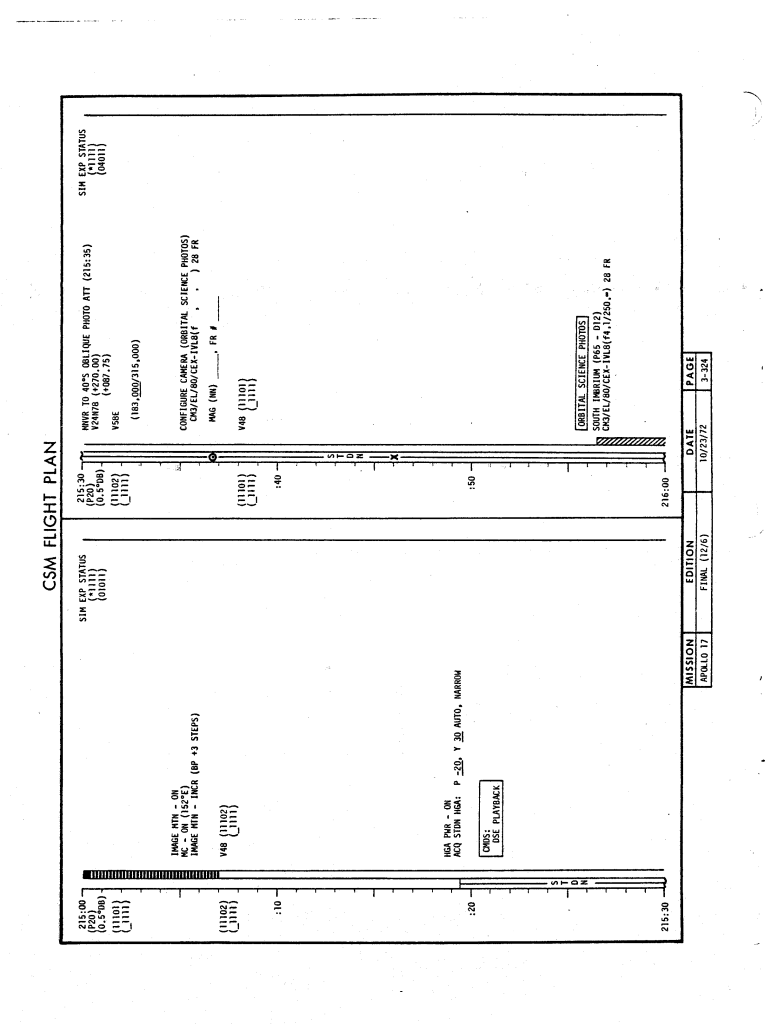 CSM FLIGHT PLAN
215:00
(P20)
(0.5°DB)
(11101)
(_1111)
SIM EXP STATUS
(*1111)
(01011)
IMAGE MTN - ON
MC - ON (152°E)
IMAGE MTN - INCR (BP +3 STEPS)
(11102)
(_1111)
V48 (11102)
(_1111)
:10
HGA PWR - ON
ACQ STDN HGA: P -20, Y 30 AUTO, NARROW
:20
CMDS:
DSE PLAYBACK
STDN
215:30
215:30
(P20)
(0.5°DB)
(11102)
(_1111)
MNVR TO 40°S OBLIQUE PHOTO ATT (215:35)
V24N78 (+270.00)
(+087.75)
V58E
(183,000/315,000)
SIM EXP STATUS
(*1111)
(04011)
CONFIGURE CAMERA (ORBITAL SCIENCE PHOTOS)
CM3/EL/80/CEX-IVL8(f , , ) 28 FR
MAG (NN) _____, FR # _____
(11101)
(_1111)
V48 (11101)
(_1111)
:40
STDN
X
:50
ORBITAL SCIENCE PHOTOS
SOUTH IMBRIUM (P65 - D12)
CM3/EL/80/CEX-IVL8(f4,1/250,∞) 28 FR
216:00
MISSION EDITION DATE PAGE
APOLLO 17 FINAL (12/6) 10/23/72 3-324